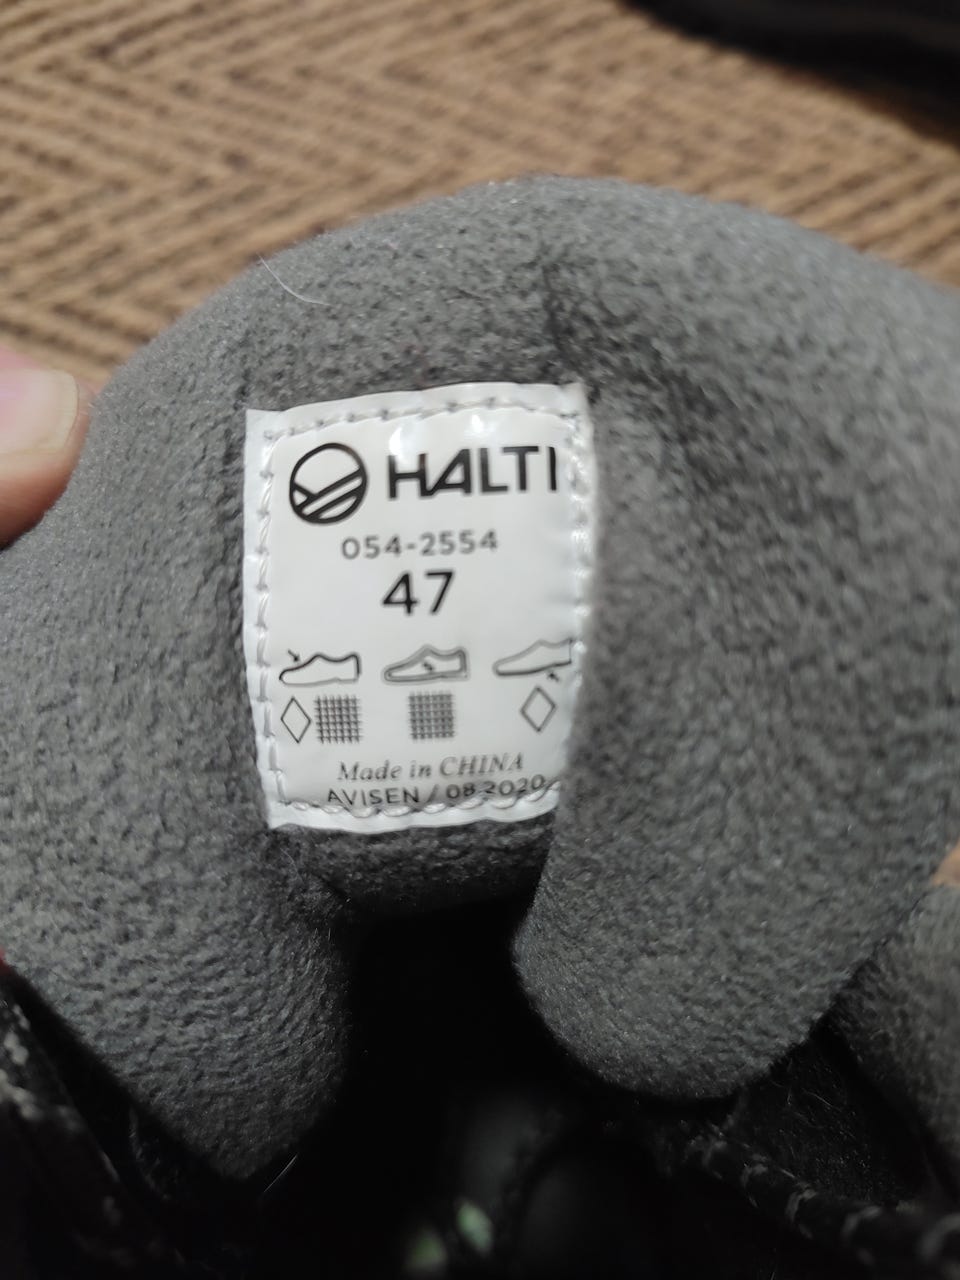 HALTI
054-2554
47
Made in CHINA
AVISEN / 08.2020